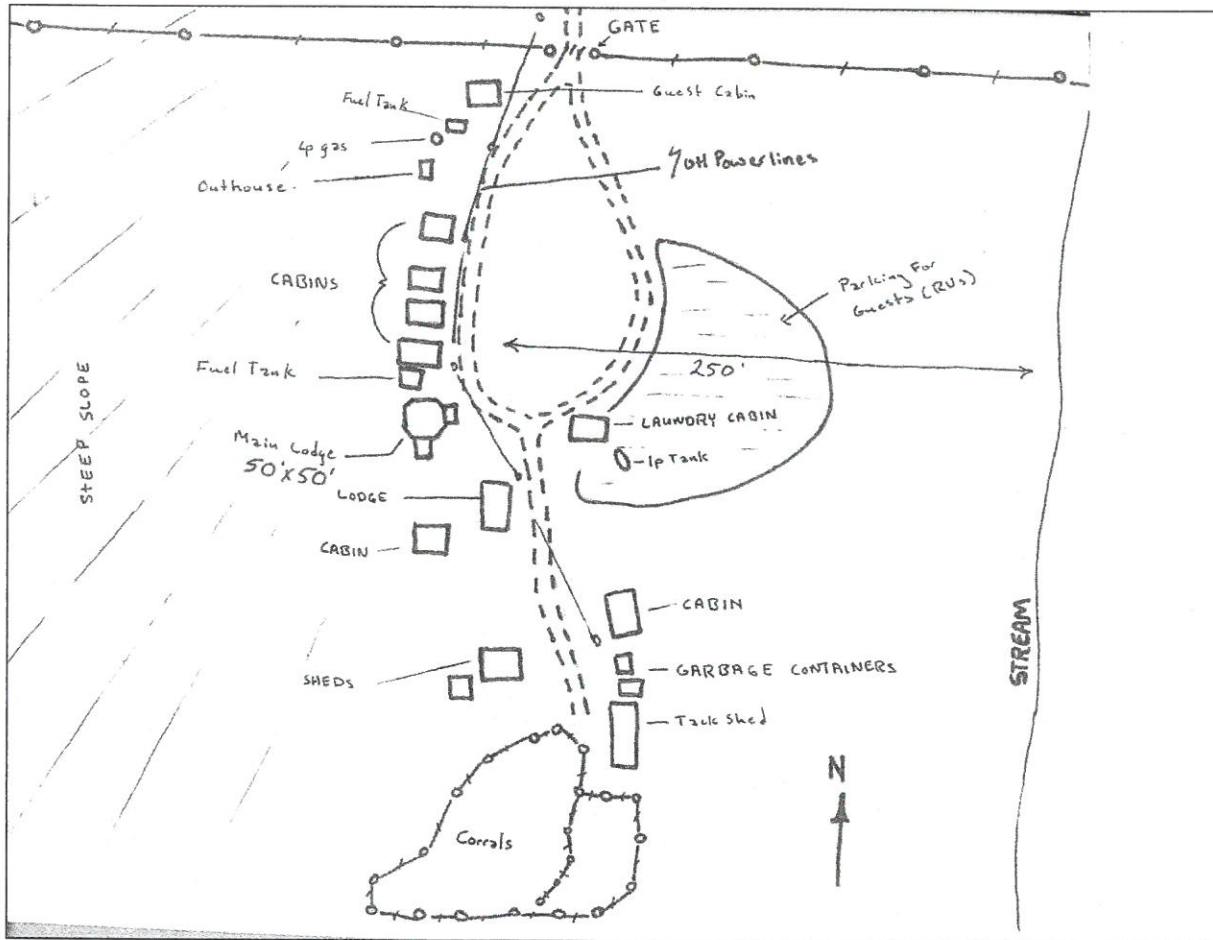 GATE
Guest Cabin
Fuel Tank
Lp gas
Outhouse
OH Powerlines
CABINS
Parking For
Guests (RVs)
250'
Fuel Tank
STEEP SLOPE
Main Lodge
50'x50'
LAUNDRY CABIN
lp Tank
LODGE
CABIN
CABIN
SHEDS
GARBAGE CONTAINERS
Tack Shed
STREAM
N
Corrals